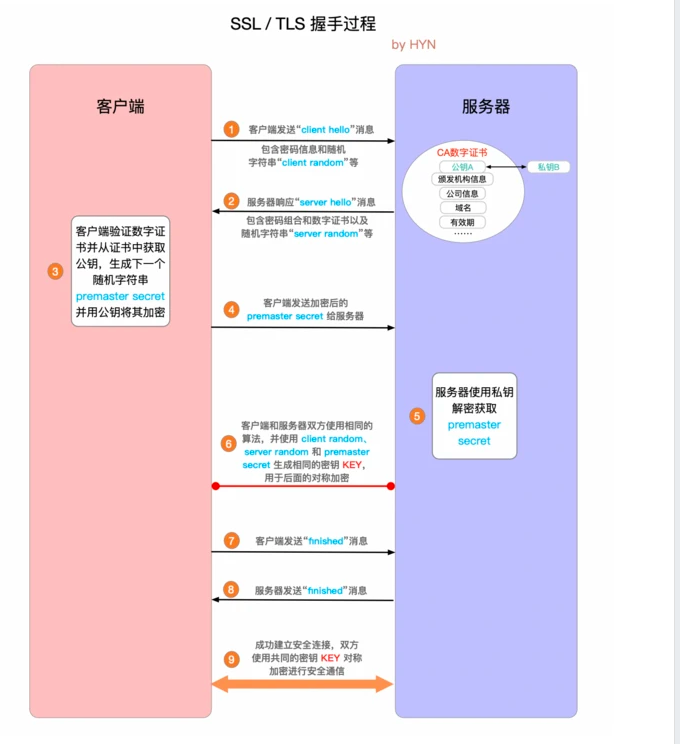 SSL / TLS 握手过程
by HYN
客户端
服务器
1
客户端发送“client hello”消息
包含密码信息和随机
字符串“client random”等
CA数字证书
公钥A
私钥B
颁发机构信息
公司信息
域名
有效期
······
2
服务器响应“server hello”消息
包含密码组合和数字证书以及
随机字符串“server random”等
3
客户端验证数字证
书并从证书中获取
公钥，生成下一个
随机字符串
premaster secret
并用公钥将其加密
4
客户端发送加密后的
premaster secret 给服务器
5
服务器使用私钥
解密获取
premaster
secret
6
客户端和服务器双方使用相同的
算法，并使用 client random、
server random 和 premaster
secret 生成相同的密钥 KEY，
用于后面的对称加密
7
客户端发送“finished”消息
8
服务器发送“finished”消息
9
成功建立安全连接，双方
使用共同的密钥 KEY 对称
加密进行安全通信